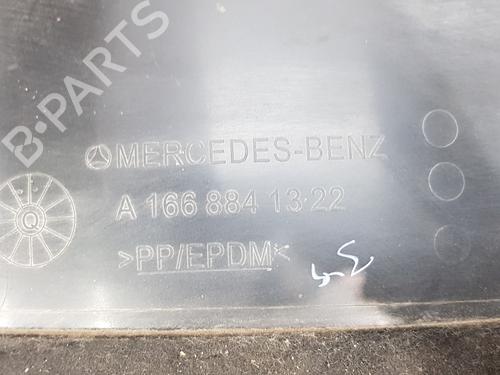 B-PARTS
MERCEDES-BENZ
A 166 884 13 22
Q
>PP/EPDM<